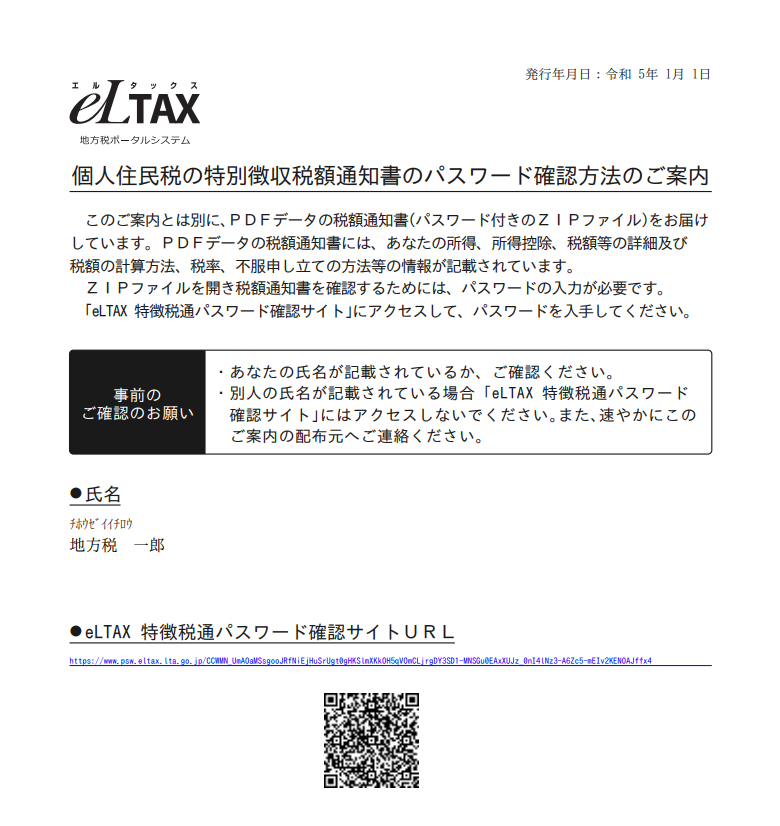 発行年月日：令和 5年 1月 1日
エルタックス
eLTAX
地方税ポータルシステム
個人住民税の特別徴収税額通知書のパスワード確認方法のご案内
このご案内とは別に、ＰＤＦデータの税額通知書(パスワード付きのＺＩＰファイル)をお届け
しています。ＰＤＦデータの税額通知書には、あなたの所得、所得控除、税額等の詳細及び
税額の計算方法、税率、不服申し立ての方法等の情報が記載されています。
ＺＩＰファイルを開き税額通知書を確認するためには、パスワードの入力が必要です。
「eLTAX 特徴税通パスワード確認サイト」にアクセスして、パスワードを入手してください。
事前の
ご確認のお願い
・あなたの氏名が記載されているか、ご確認ください。
・別人の氏名が記載されている場合「eLTAX 特徴税通パスワード
確認サイト」にはアクセスしないでください。また、速やかにこの
ご案内の配布元へご連絡ください。
●氏名
ﾁﾎｳｾﾞｲｲﾁﾛｳ
地方税　一郎
●eLTAX 特徴税通パスワード確認サイトＵＲＬ
https://www.psw.eltax.lta.go.jp/CCWMN_UmAOaMSsgooJRfNiEjHuSrUgt0gHKSlmXKkOH5qVOmCLjrgDY3SD1-MNSGu0EAxXUJz_0nI4lNz3-A6Zc5-mEIv2KENOAJffx4